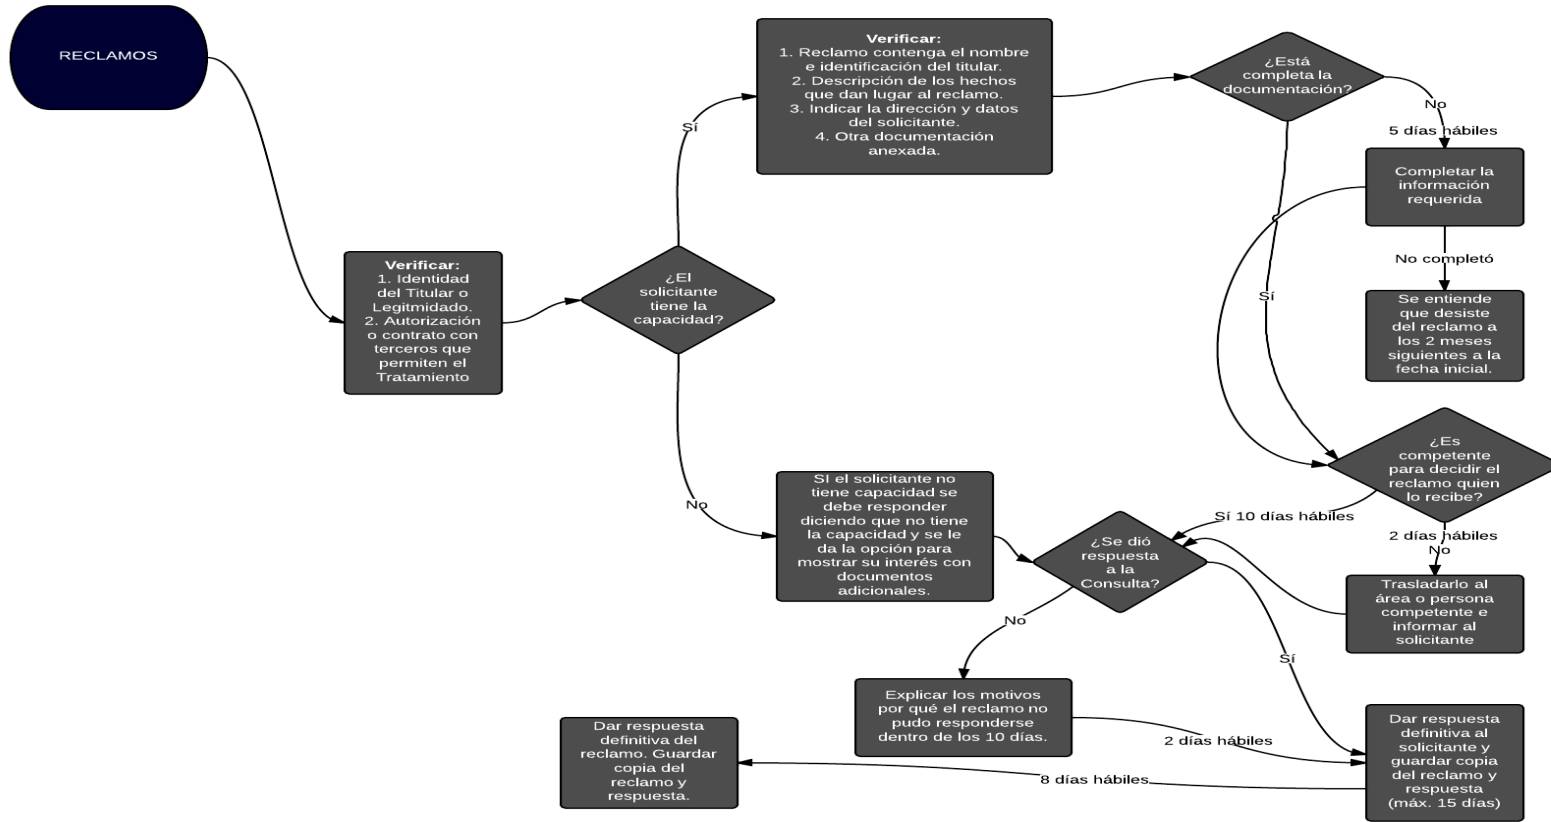 RECLAMOS
Verificar:
1. Identidad
del Titular o
Legitmidado.
2. Autorización
o contrato con
terceros que
permiten el
Tratamiento
¿El
solicitante
tiene la
capacidad?
Sí
No
Verificar:
1. Reclamo contenga el nombre
e identificación del titular.
2. Descripción de los hechos
que dan lugar al reclamo.
3. Indicar la dirección y datos
del solicitante.
4. Otra documentación
anexada.
¿Está
completa la
documentación?
No
5 días hábiles
Completar la
información
requerida
No completó
Se entiende
que desiste
del reclamo a
los 2 meses
siguientes a la
fecha inicial.
Sí
¿Es
competente
para decidir el
reclamo quien
lo recibe?
Sí 10 días hábiles
2 días hábiles
No
Trasladarlo al
área o persona
competente e
informar al
solicitante
SI el solicitante no
tiene capacidad se
debe responder
diciendo que no tiene
la capacidad y se le
da la opción para
mostrar su interés con
documentos
adicionales.
¿Se dió
respuesta
a la
Consulta?
No
Sí
Explicar los motivos
por qué el reclamo no
pudo responderse
dentro de los 10 días.
2 días hábiles
Dar respuesta
definitiva al
solicitante y
guardar copia
del reclamo y
respuesta
(máx. 15 días)
8 días hábiles
Dar respuesta
definitiva del
reclamo. Guardar
copia del
reclamo y
respuesta.